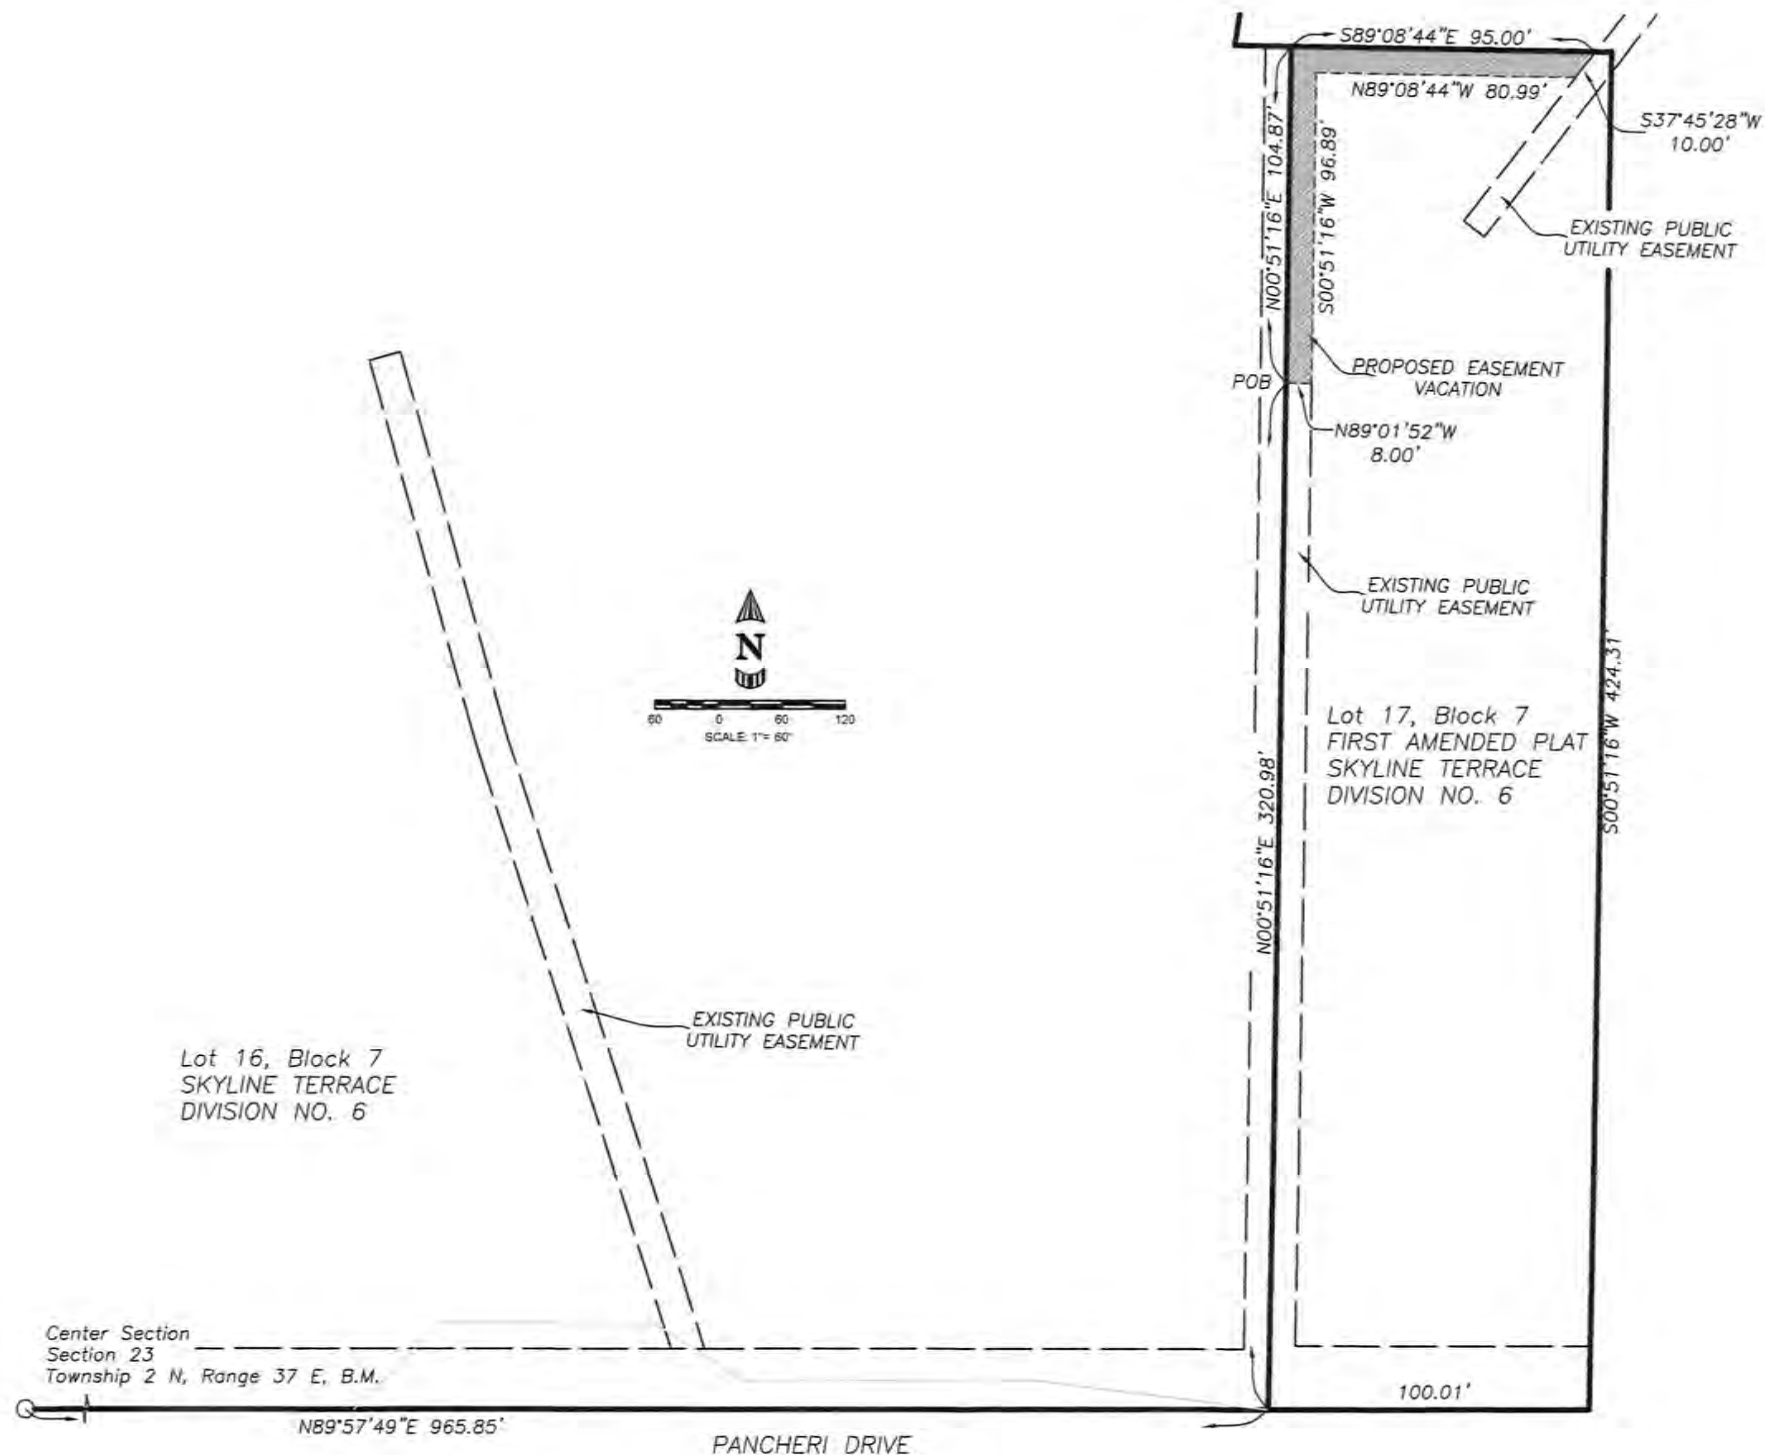 S89°08'44"E 95.00'
N89°08'44"W 80.99'
S37°45'28"W
10.00'
N00°51'16"E 104.87'
S00°51'16"W 96.89'
EXISTING PUBLIC
UTILITY EASEMENT
POB
PROPOSED EASEMENT
VACATION
N89°01'52"W
8.00'
EXISTING PUBLIC
UTILITY EASEMENT
N
60 0 60 120
SCALE: 1"= 60'
Lot 17, Block 7
FIRST AMENDED PLAT
SKYLINE TERRACE
DIVISION NO. 6
S00°51'16"W 424.31'
N00°51'16"E 320.98'
EXISTING PUBLIC
UTILITY EASEMENT
Lot 16, Block 7
SKYLINE TERRACE
DIVISION NO. 6
Center Section
Section 23
Township 2 N, Range 37 E, B.M.
100.01'
N89°57'49"E 965.85'
PANCHERI DRIVE